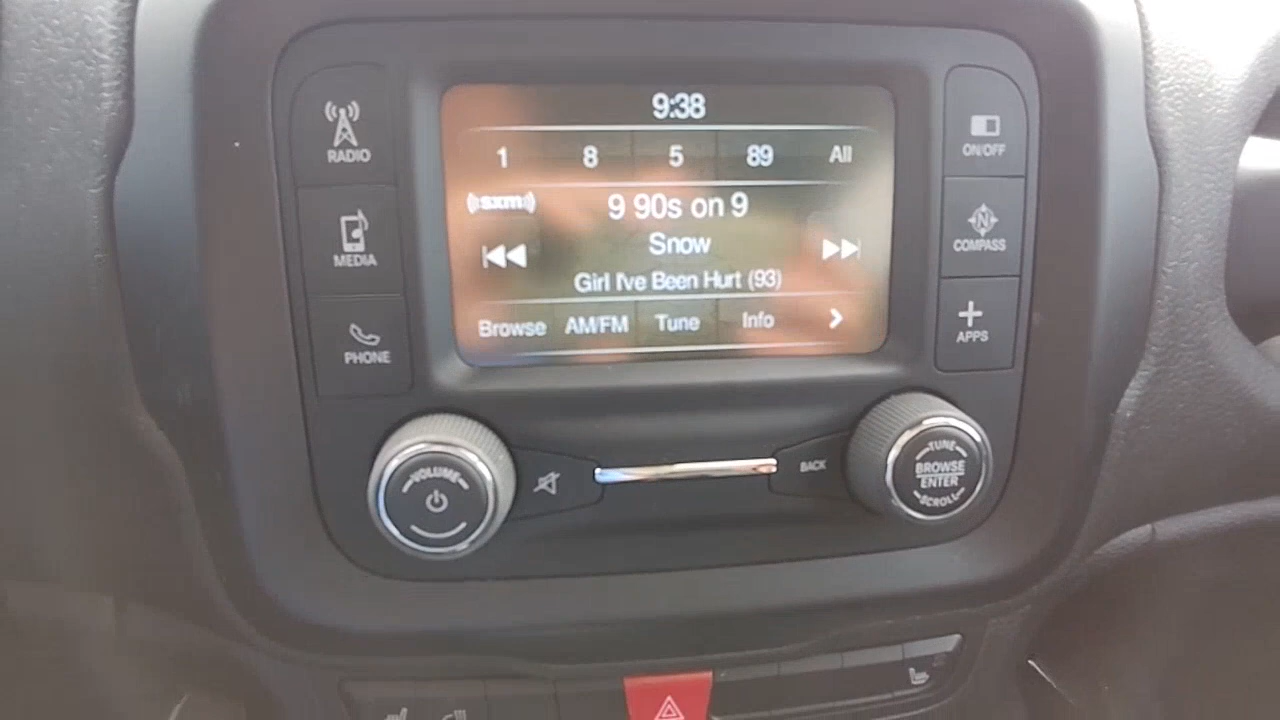 9:38
1 8 5 89 All
((sxm)) 9 90s on 9
Snow
Girl I've Been Hurt (93)
Browse AM/FM Tune Info >
RADIO
MEDIA
PHONE
ON/OFF
N
COMPASS
+
APPS
VOLUME
BACK
TUNE
BROWSE
ENTER
SCROLL